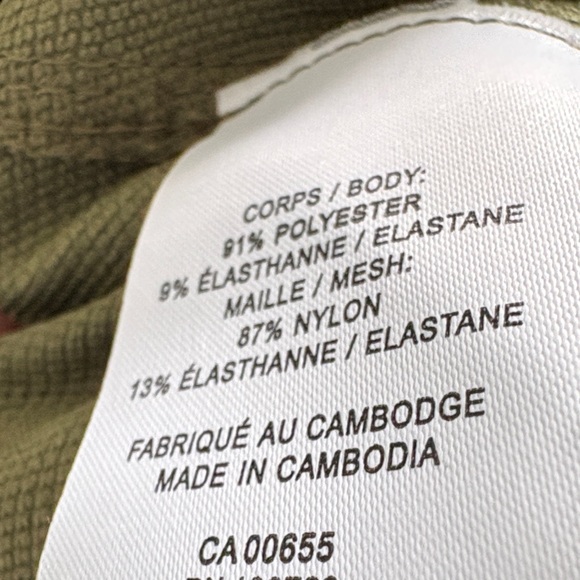 CORPS / BODY:
91% POLYESTER
9% ÉLASTHANNE / ELASTANE
MAILLE / MESH:
87% NYLON
13% ÉLASTHANNE / ELASTANE
FABRIQUÉ AU CAMBODGE
MADE IN CAMBODIA
CA 00655